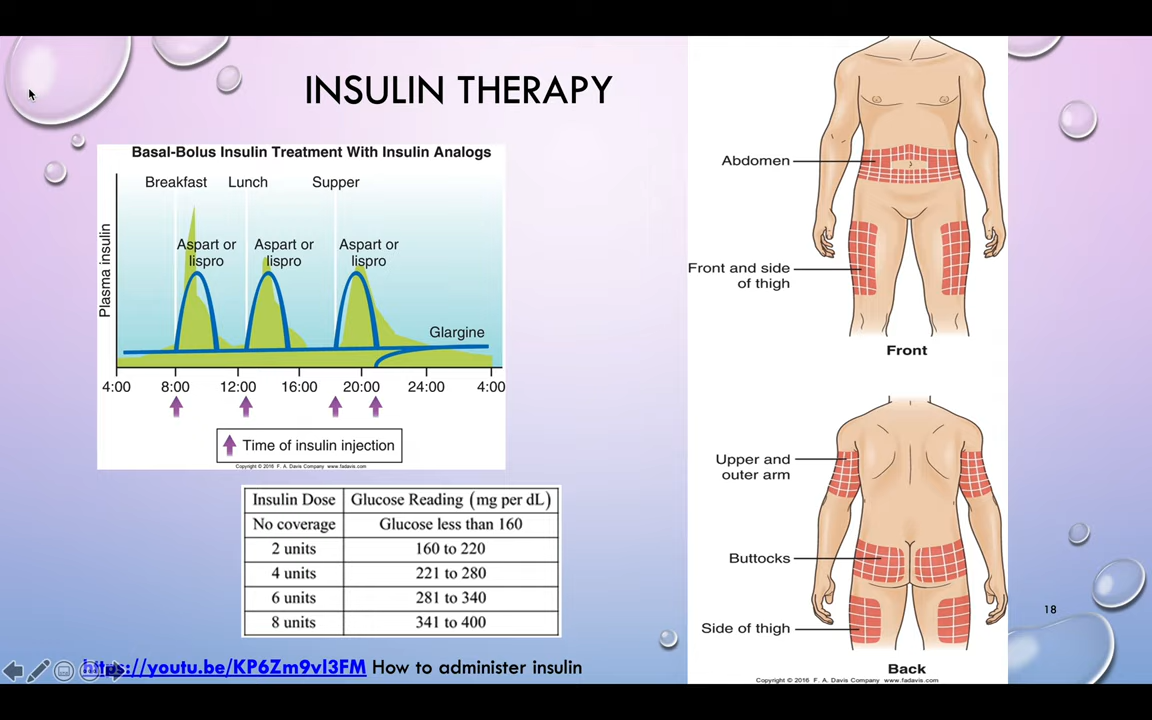 INSULIN THERAPY
Basal-Bolus Insulin Treatment With Insulin Analogs
Breakfast Lunch Supper
Aspart or
lispro
Aspart or
lispro
Aspart or
lispro
Plasma insulin
Glargine
4:00 8:00 12:00 16:00 20:00 24:00 4:00
Time of insulin injection
Copyright © 2016 F. A. Davis Company www.fadavis.com
Insulin Dose Glucose Reading (mg per dL)
No coverage Glucose less than 160
2 units 160 to 220
4 units 221 to 280
6 units 281 to 340
8 units 341 to 400
https://youtu.be/KP6Zm9vI3FM How to administer insulin
Abdomen
Front and side
of thigh
Front
Upper and
outer arm
Buttocks
Side of thigh
Back
Copyright © 2016 F. A. Davis Company www.fadavis.com
18